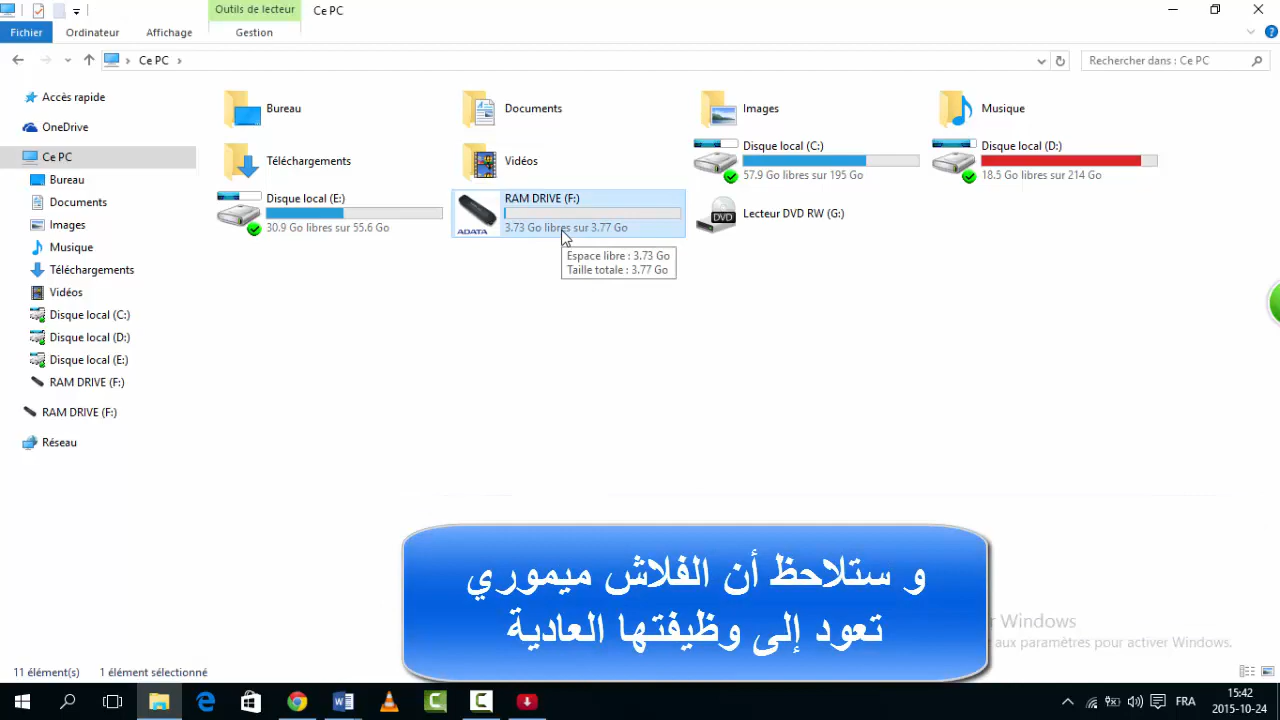 Outils de lecteur
Ce PC
Fichier
Ordinateur
Affichage
Gestion
Ce PC
Rechercher dans : Ce PC
Accès rapide
OneDrive
Ce PC
Bureau
Documents
Images
Musique
Téléchargements
Vidéos
Disque local (C:)
Disque local (D:)
Disque local (E:)
RAM DRIVE (F:)
RAM DRIVE (F:)
Réseau
Bureau
Documents
Images
Musique
Téléchargements
Vidéos
Disque local (C:)
57.9 Go libres sur 195 Go
Disque local (D:)
18.5 Go libres sur 214 Go
Disque local (E:)
30.9 Go libres sur 55.6 Go
RAM DRIVE (F:)
3.73 Go libres sur 3.77 Go
ADATA
DVD
Lecteur DVD RW (G:)
Espace libre : 3.73 Go
Taille totale : 3.77 Go
و ستلاحظ أن الفلاش ميموري
تعود إلى وظيفتها العادية
Windows
aux paramètres pour activer Windows.
11 élément(s)
1 élément sélectionné
FRA
15:42
2015-10-24